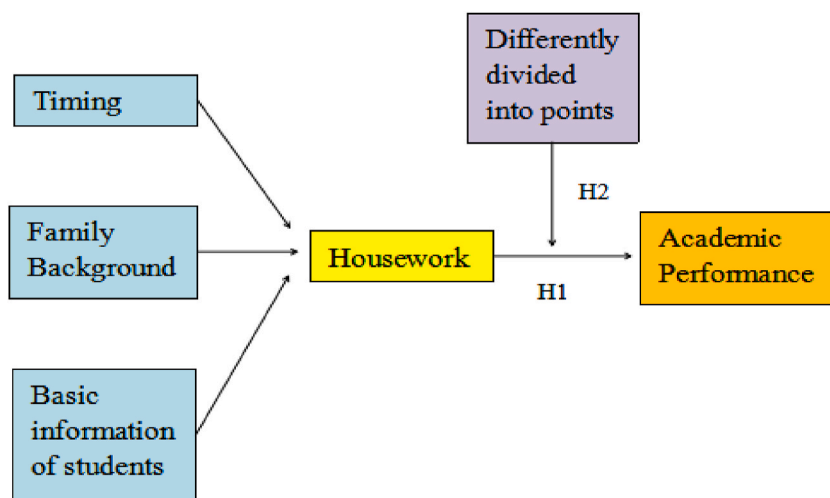 Differently
divided
into points
Timing
H2
Family
Background
Housework
Academic
Performance
H1
Basic
information
of students